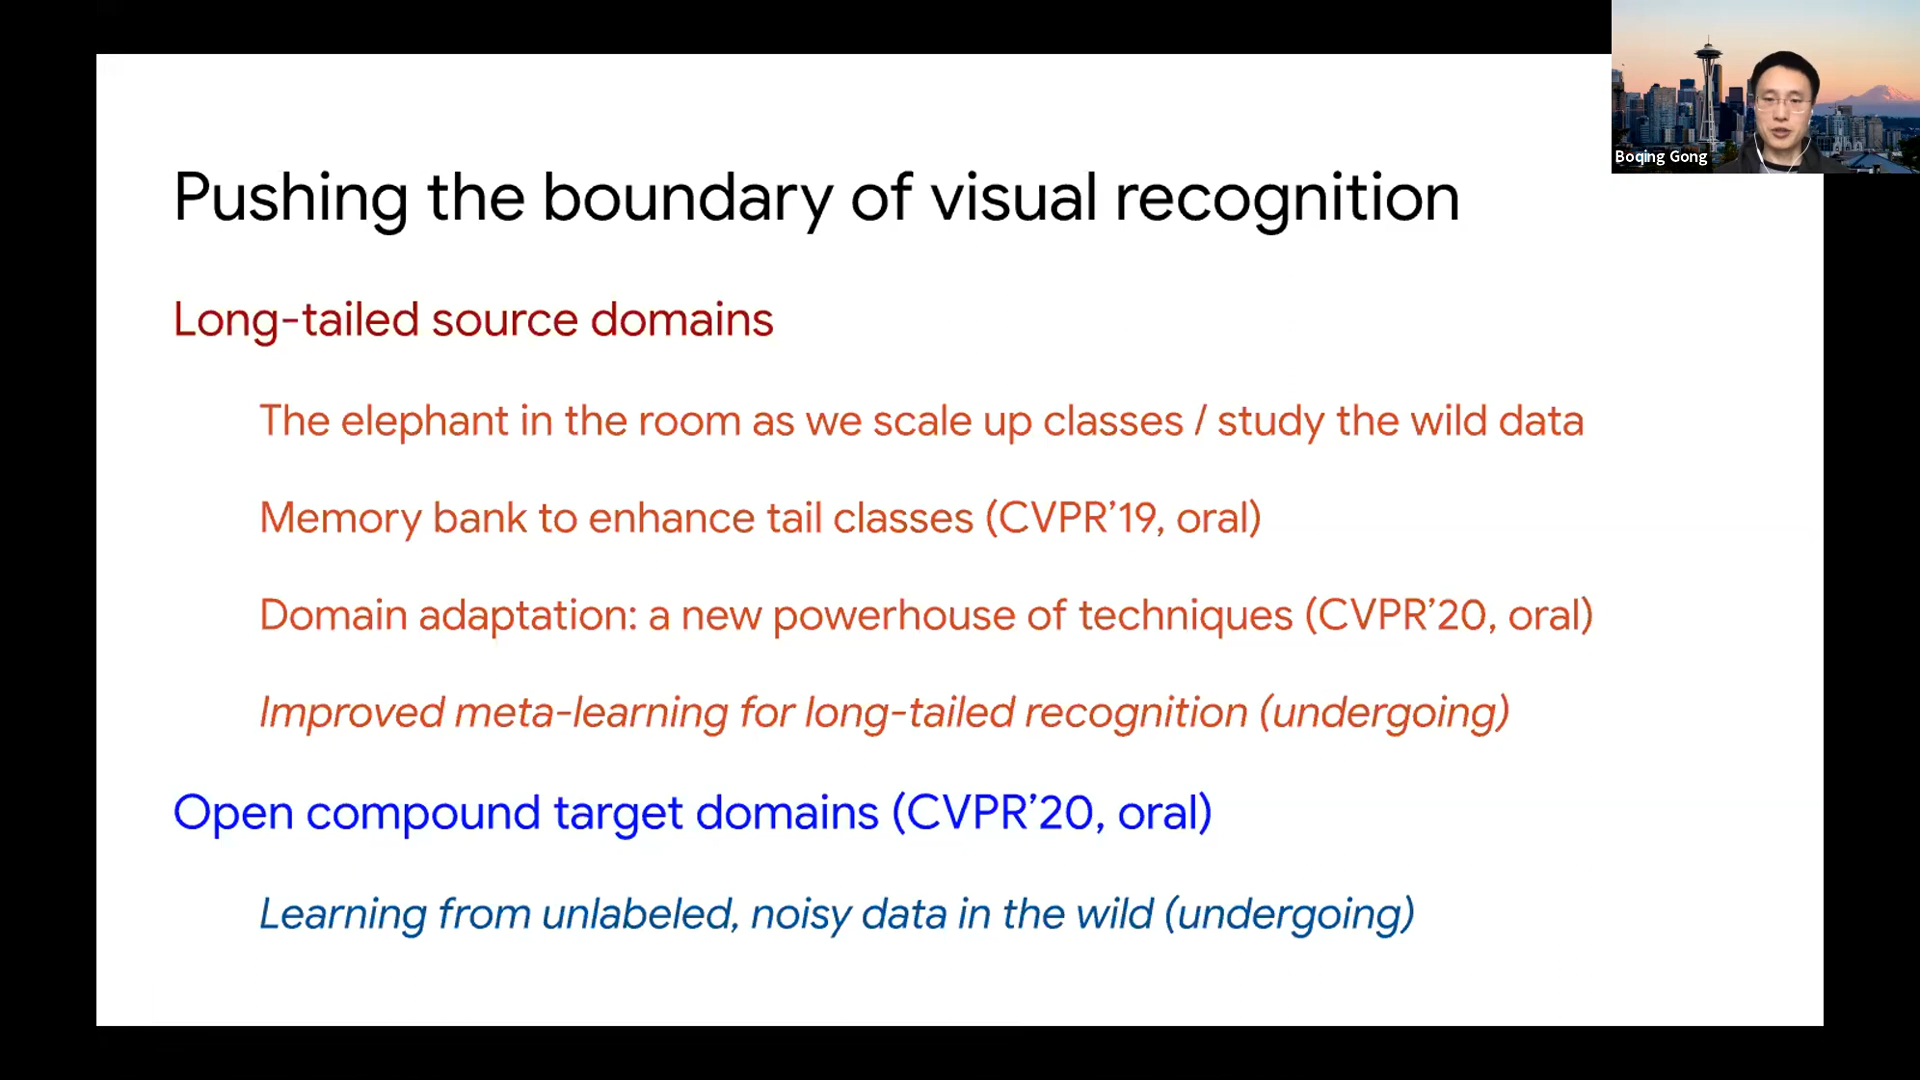 Boqing Gong
Pushing the boundary of visual recognition
Long-tailed source domains
The elephant in the room as we scale up classes / study the wild data
Memory bank to enhance tail classes (CVPR’19, oral)
Domain adaptation: a new powerhouse of techniques (CVPR’20, oral)
Improved meta-learning for long-tailed recognition (undergoing)
Open compound target domains (CVPR’20, oral)
Learning from unlabeled, noisy data in the wild (undergoing)